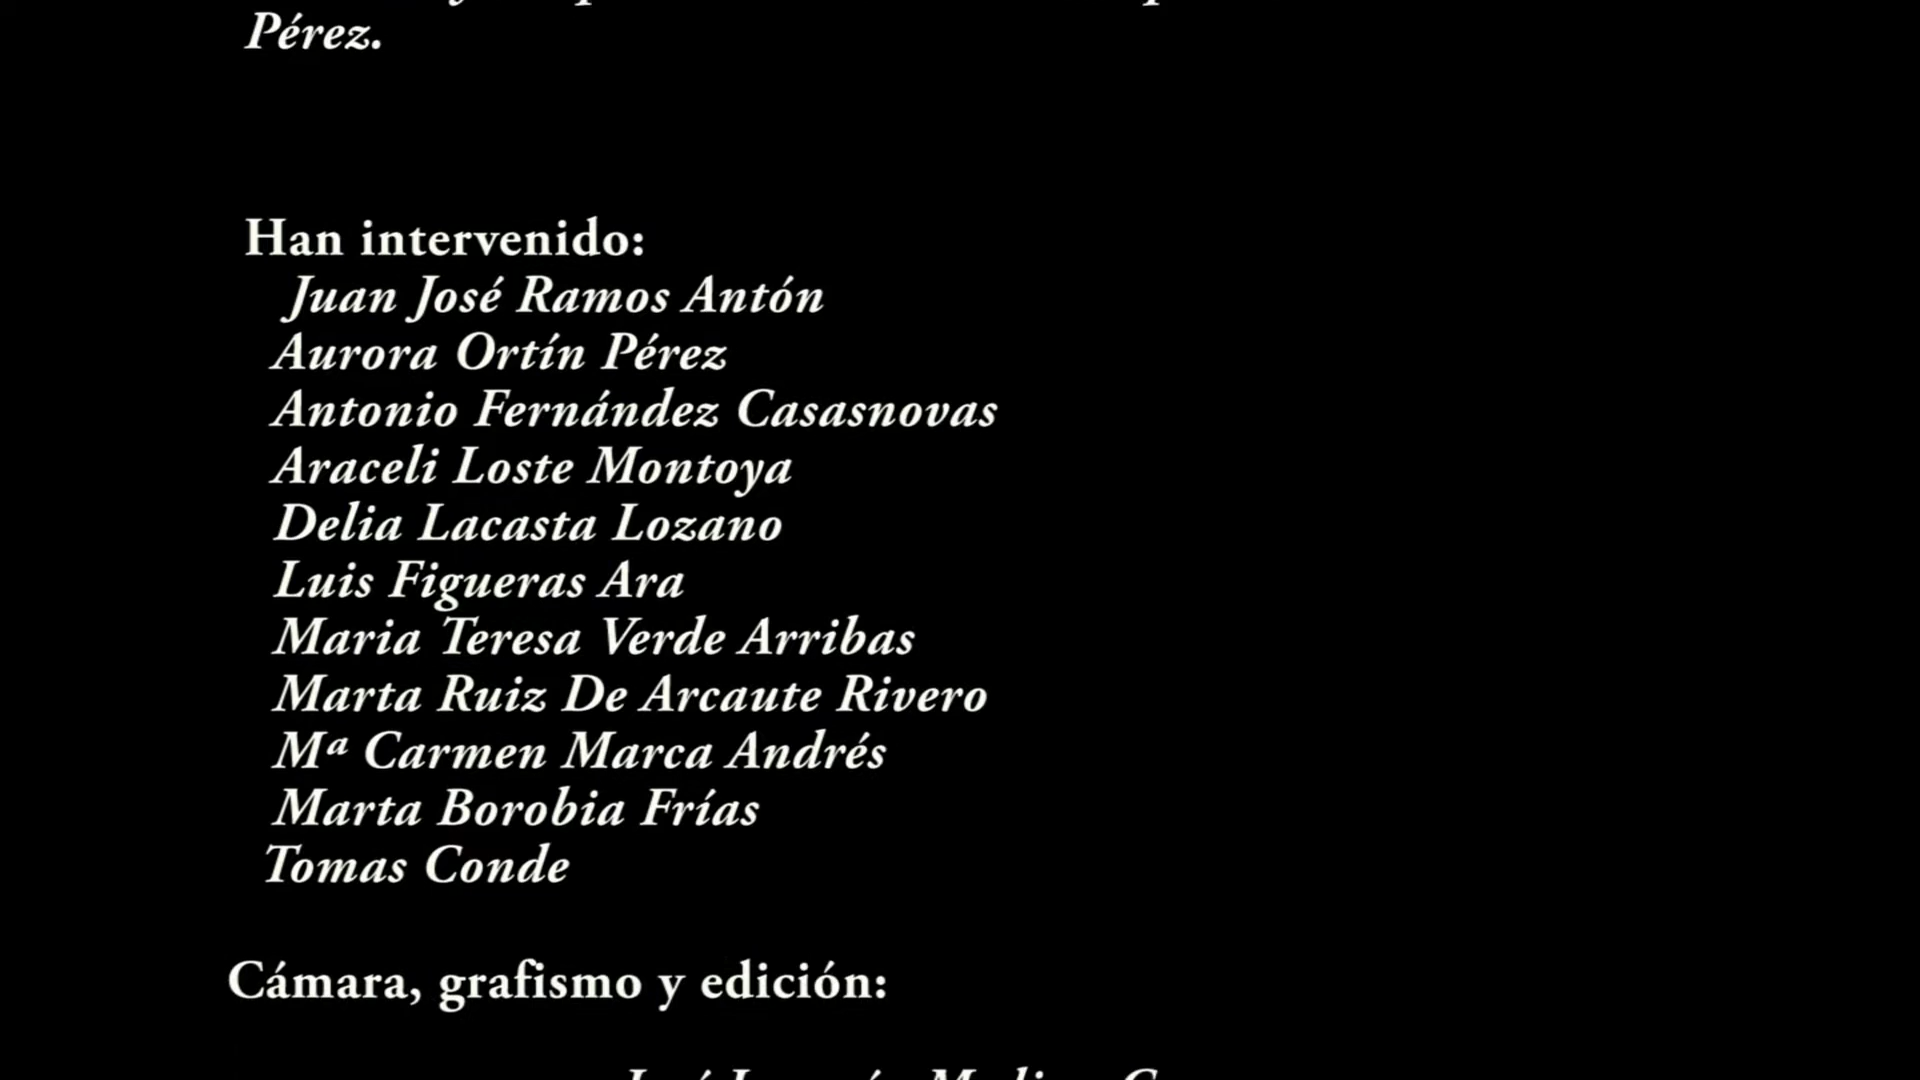 Pérez.
Han intervenido:
Juan José Ramos Antón
Aurora Ortín Pérez
Antonio Fernández Casasnovas
Araceli Loste Montoya
Delia Lacasta Lozano
Luis Figueras Ara
Maria Teresa Verde Arribas
Marta Ruiz De Arcaute Rivero
Mª Carmen Marca Andrés
Marta Borobia Frías
Tomas Conde
Cámara, grafismo y edición: